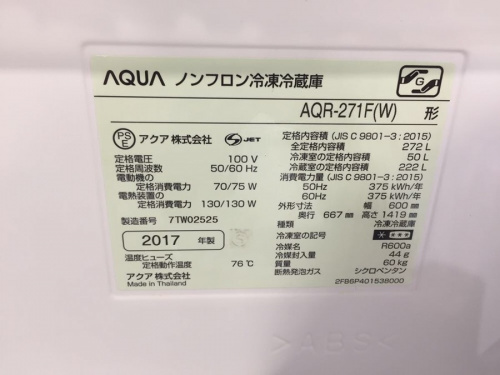 AQUA ノンフロン冷凍冷蔵庫
G
AQR-271F(W) 形
PS E アクア株式会社 S JET
定格電圧 100 V
定格周波数 50/60 Hz
電動機の
定格消費電力 70/75 W
電熱装置の
定格消費電力 130/130 W
製造番号 7TW02525
2017 年製
温度ヒューズ
定格動作温度 76℃
アクア株式会社
Made in Thailand
定格内容積 (JIS C 9801-3:2015)
全定格内容積 272 L
冷凍室の定格内容積 50 L
冷蔵室の定格内容積 222 L
消費電力量 (JIS C 9801-3:2015)
50Hz 375 kWh/年
60Hz 375 kWh/年
外形寸法 幅 600 mm
奥行 667 mm 高さ 1419 mm
種類 冷凍冷蔵庫
冷凍室の記号 * ***
冷媒名 R600a
冷媒封入量 44 g
質量 60 kg
断熱発泡ガス シクロペンタン
2FB6P401538000
>ABS<